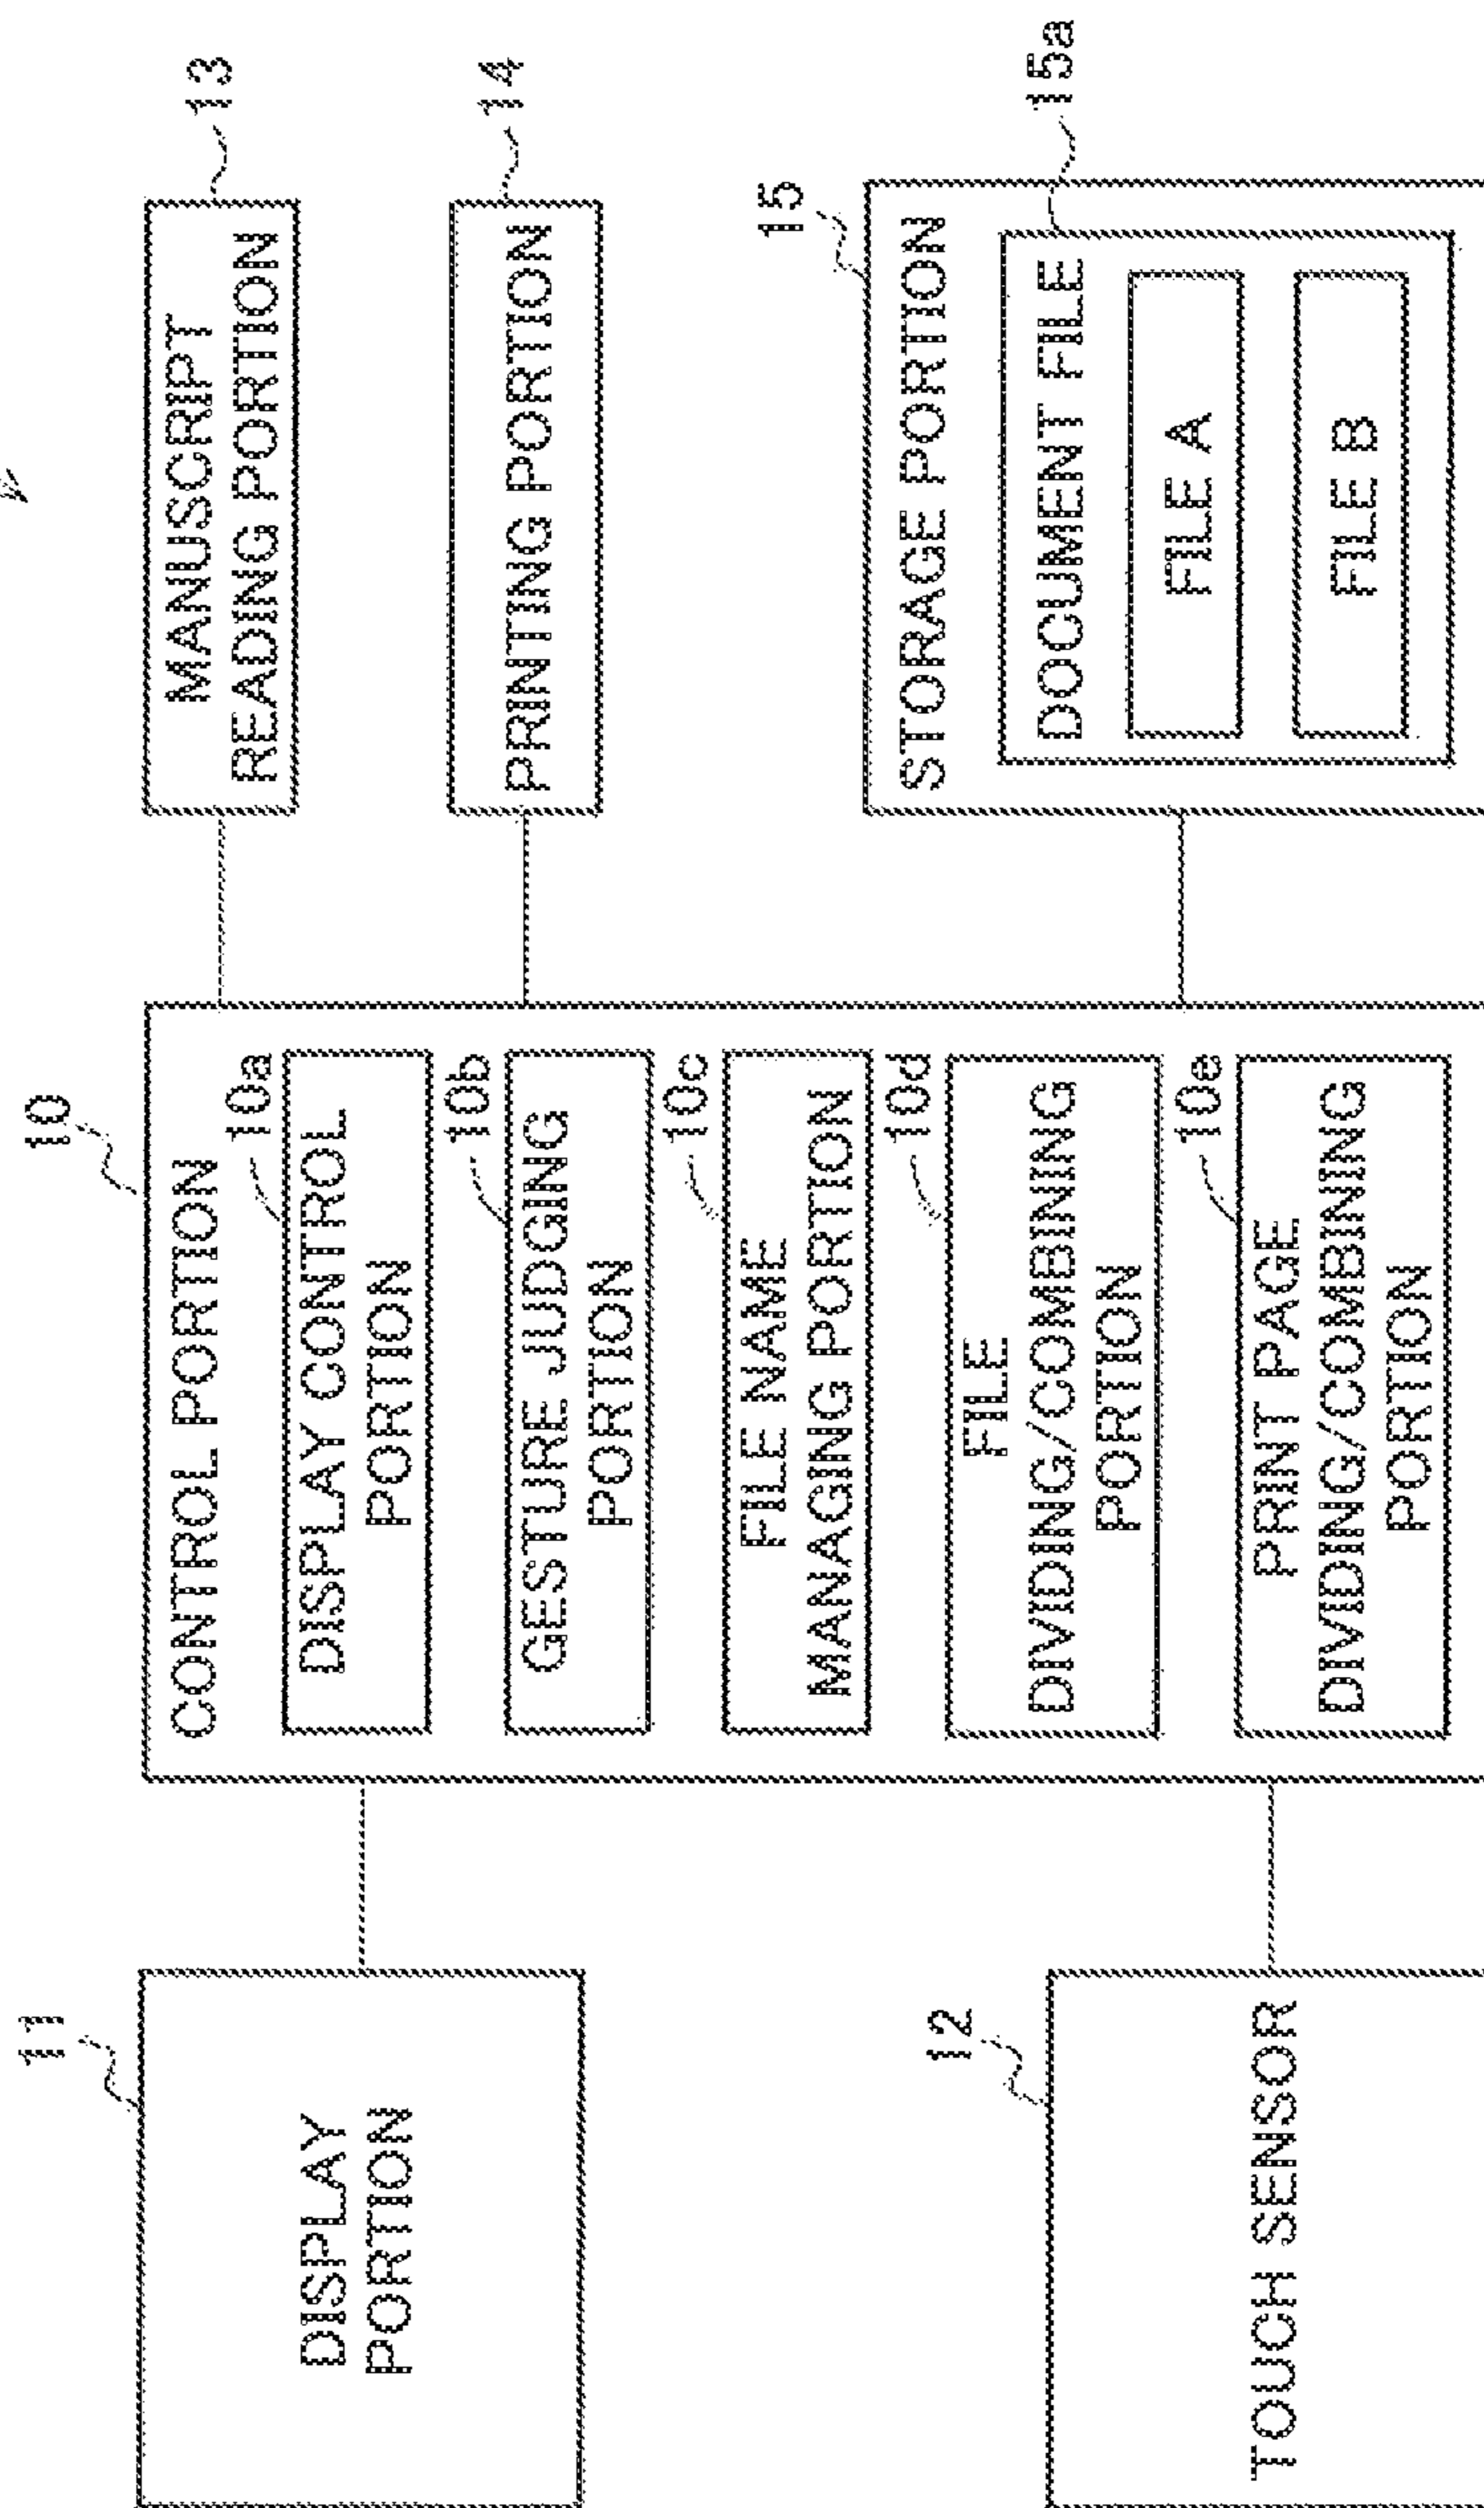 11
DISPLAY
PORTION
12
TOUCH SENSOR
10
CONTROL PORTION
10a
DISPLAY CONTROL
PORTION
10b
GESTURE JUDGING
PORTION
10c
FILE NAME
MANAGING PORTION
10d
FILE
DIVIDING/COMBINING
PORTION
10e
PRINT PAGE
DIVIDING/COMBINING
PORTION
13
MANUSCRIPT
READING PORTION
14
PRINTING PORTION
15
STORAGE PORTION
15a
DOCUMENT FILE
FILE A
FILE B